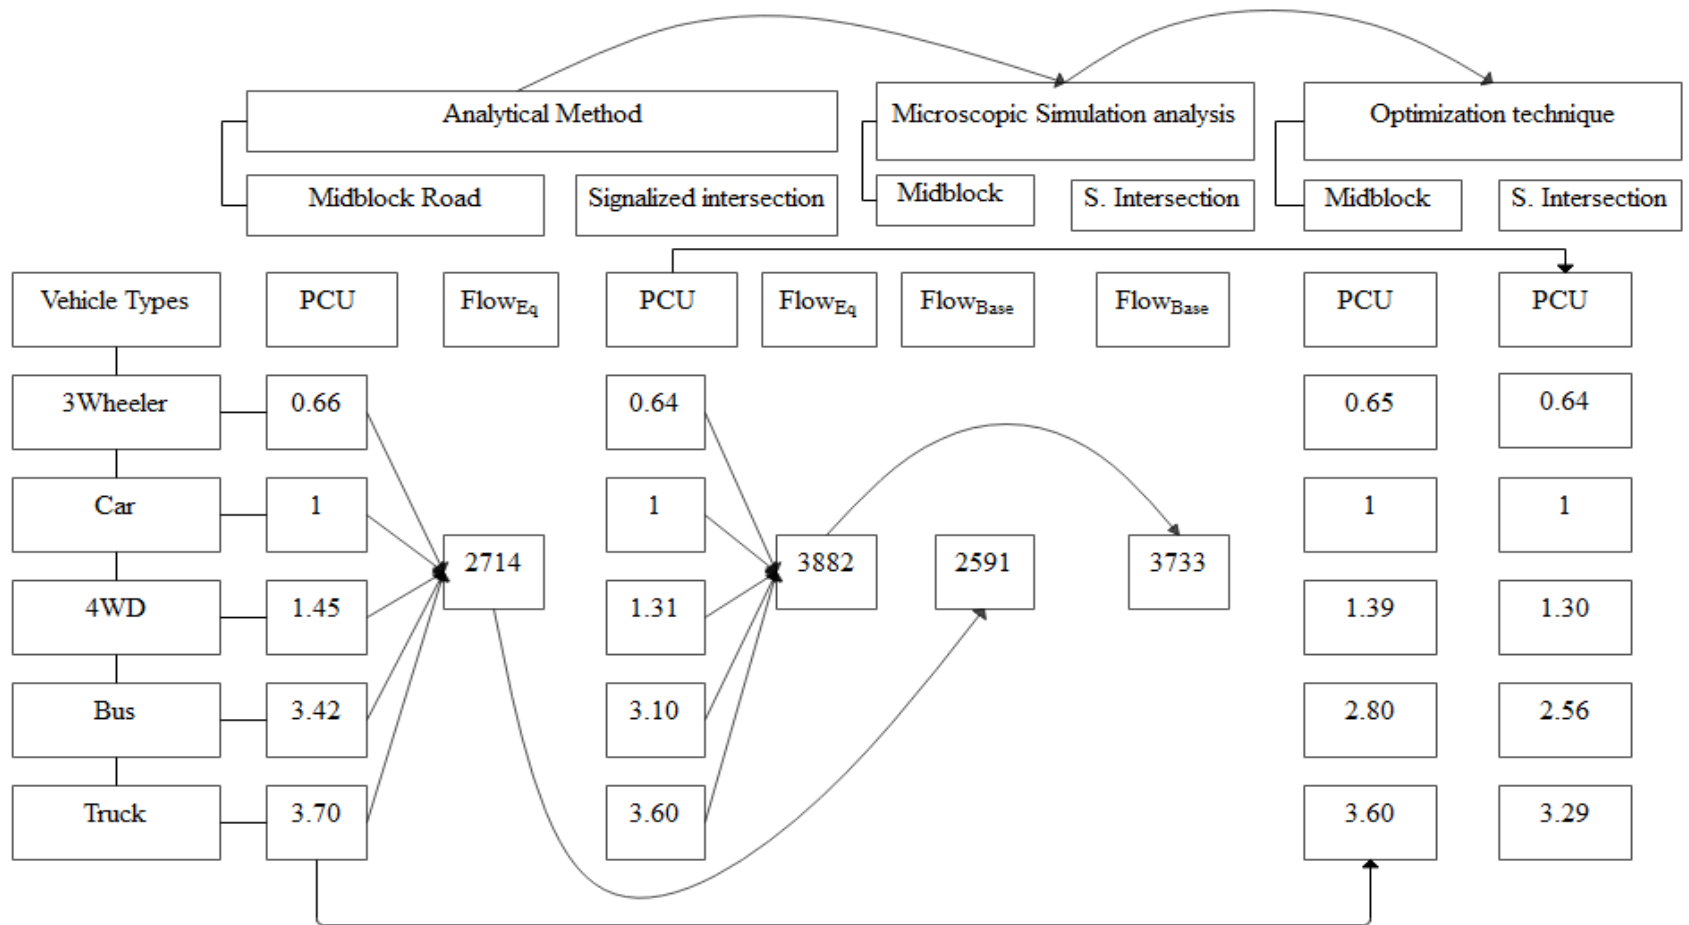 Analytical Method
Microscopic Simulation analysis
Optimization technique
Midblock Road
Signalized intersection
Midblock
S. Intersection
Midblock
S. Intersection
Vehicle Types
PCU
FlowEq
PCU
FlowEq
FlowBase
FlowBase
PCU
PCU
3Wheeler
0.66
0.64
0.65
0.64
Car
1
1
1
1
2714
3882
2591
3733
4WD
1.45
1.31
1.39
1.30
Bus
3.42
3.10
2.80
2.56
Truck
3.70
3.60
3.60
3.29